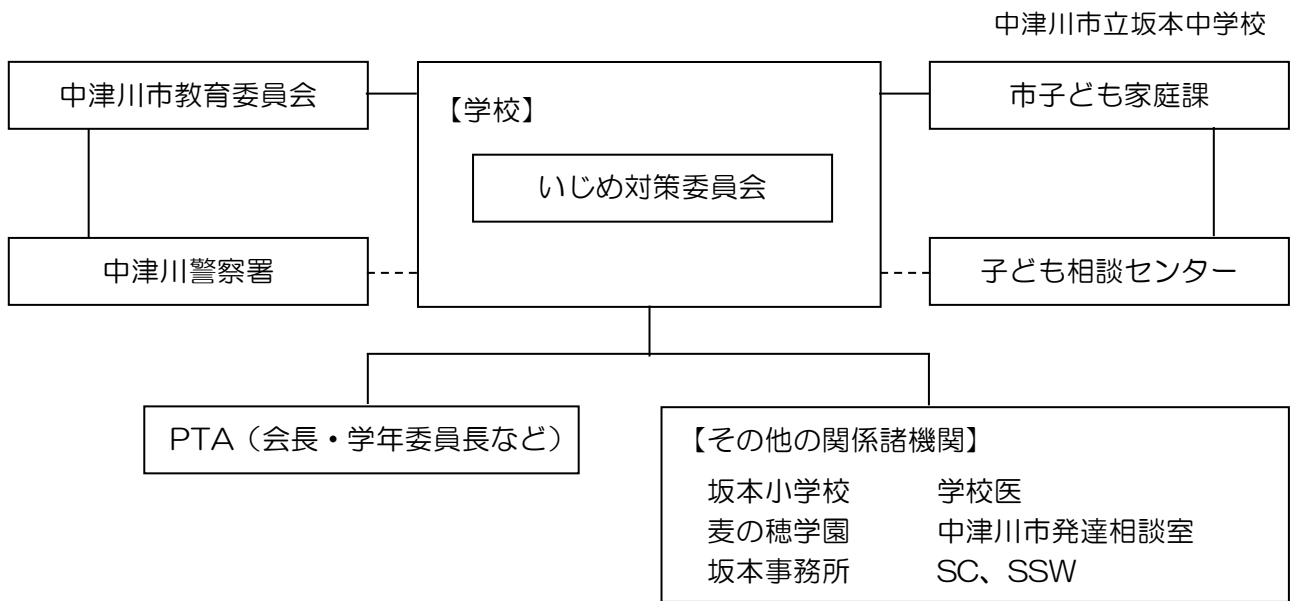 中津川市立坂本中学校
中津川市教育委員会
【学校】
市子ども家庭課
いじめ対策委員会
中津川警察署
子ども相談センター
PTA（会長・学年委員長など）
【その他の関係諸機関】
坂本小学校 学校医
麦の穂学園 中津川市発達相談室
坂本事務所 SC、SSW